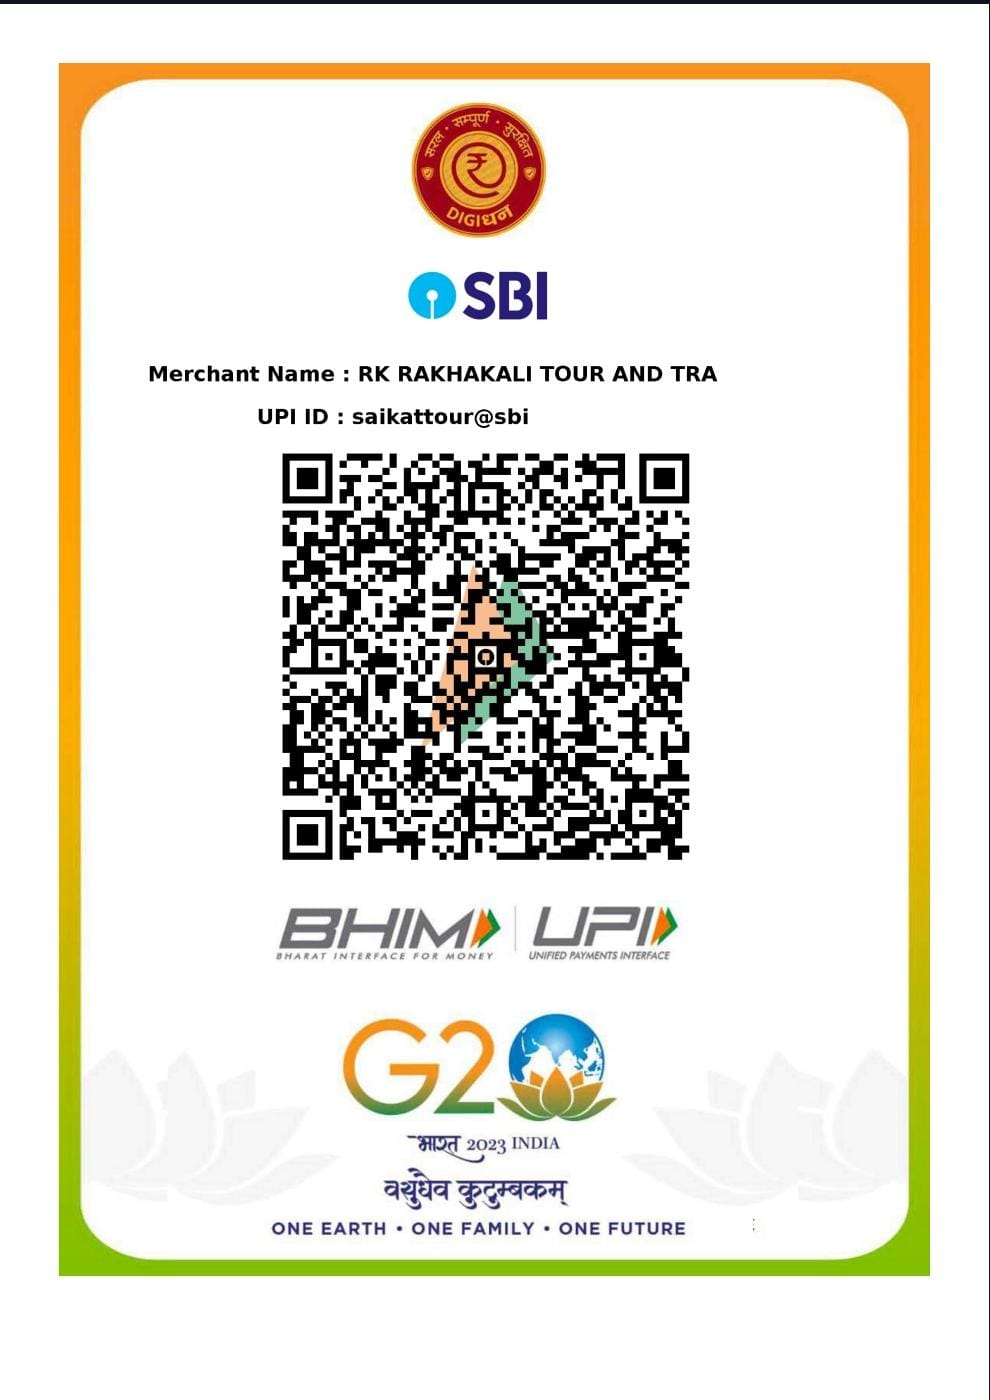 सरल • सम्पूर्ण • सुरक्षित
DIGIधन
SBI
Merchant Name : RK RAKHAKALI TOUR AND TRA
UPI ID : saikattour@sbi
BHIM UPI
BHARAT INTERFACE FOR MONEY UNIFIED PAYMENTS INTERFACE
G20
भारत 2023 INDIA
वसुधैव कुटुम्बकम्
ONE EARTH • ONE FAMILY • ONE FUTURE